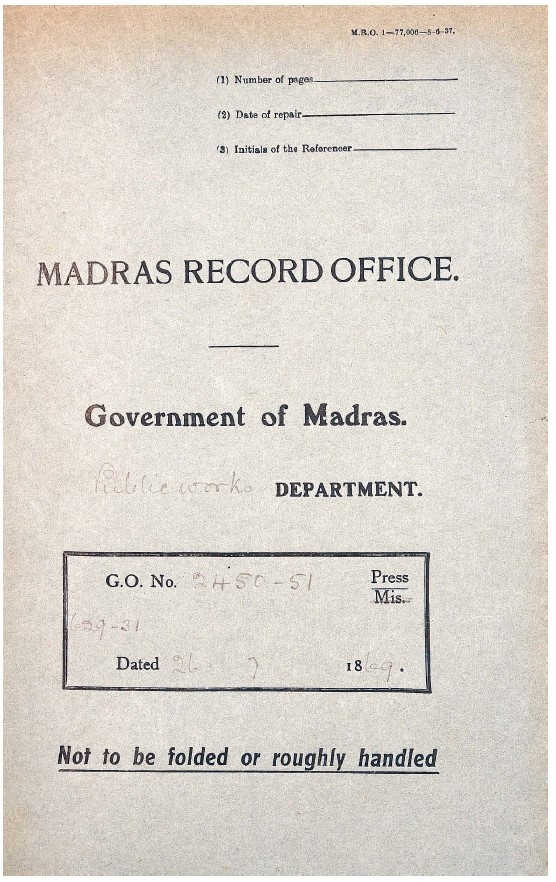 M.R.O. 1—77,006—8-6-37.
(1) Number of pages
(2) Date of repair
(3) Initials of the Referencer
MADRAS RECORD OFFICE.
Government of Madras.
Public works DEPARTMENT.
G.O. No. 2450-51 Press
Mis.
629-31
Dated 26 7 1869.
Not to be folded or roughly handled